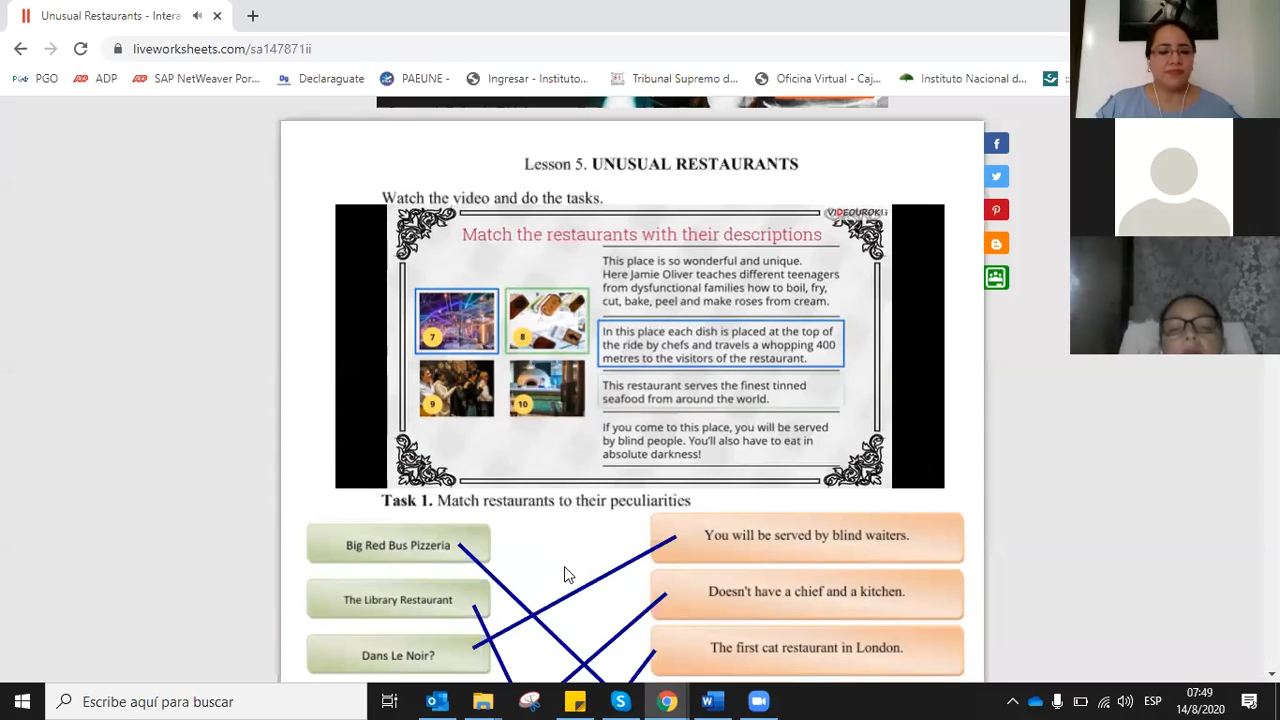 Unusual Restaurants - Intera
liveworksheets.com/sa147871ii
PGO
ADP
SAP NetWeaver Por...
Declaraguate
PAEUNE -
Ingresar - Instituto...
Tribunal Supremo d...
Oficina Virtual - Caj...
Instituto Nacional d...
Lesson 5. UNUSUAL RESTAURANTS
Watch the video and do the tasks.
VIDEOUROKI
Match the restaurants with their descriptions
This place is so wonderful and unique.
Here Jamie Oliver teaches different teenagers
from dysfunctional families how to boil, fry,
cut, bake, peel and make roses from cream.
7
8
In this place each dish is placed at the top of
the ride by chefs and travels a whopping 400
metres to the visitors of the restaurant.
9
10
This restaurant serves the finest tinned
seafood from around the world.
If you come to this place, you will be served
by blind people. You'll also have to eat in
absolute darkness!
Task 1. Match restaurants to their peculiarities
Big Red Bus Pizzeria
You will be served by blind waiters.
The Library Restaurant
Doesn't have a chief and a kitchen.
Dans Le Noir?
The first cat restaurant in London.
Escribe aquí para buscar
ESP
07:49
14/8/2020